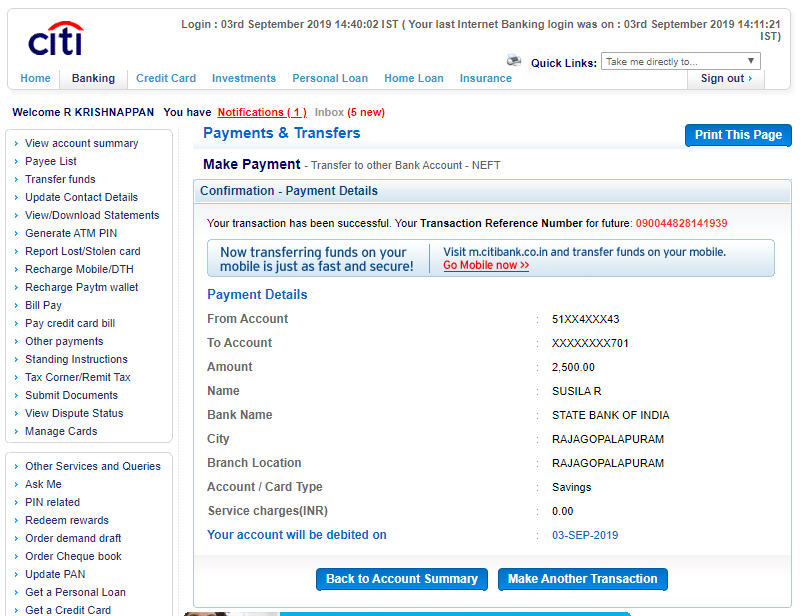 citi
Login : 03rd September 2019 14:40:02 IST ( Your last Internet Banking login was on : 03rd September 2019 14:11:21
IST)
Quick Links: Take me directly to...
Home Banking Credit Card Investments Personal Loan Home Loan Insurance Sign out ›
Welcome R KRISHNAPPAN You have Notifications ( 1 ) Inbox (5 new)
View account summary
Payee List
Transfer funds
Update Contact Details
View/Download Statements
Generate ATM PIN
Report Lost/Stolen card
Recharge Mobile/DTH
Recharge Paytm wallet
Bill Pay
Pay credit card bill
Other payments
Standing Instructions
Tax Corner/Remit Tax
Submit Documents
View Dispute Status
Manage Cards
Other Services and Queries
Ask Me
PIN related
Redeem rewards
Order demand draft
Order Cheque book
Update PAN
Get a Personal Loan
Get a Credit Card
Payments & Transfers
Print This Page
Make Payment - Transfer to other Bank Account - NEFT
Confirmation - Payment Details
Your transaction has been successful. Your Transaction Reference Number for future: 090044828141939
Now transferring funds on your
mobile is just as fast and secure!
Visit m.citibank.co.in and transfer funds on your mobile.
Go Mobile now >>
Payment Details
From Account : 51XX4XXX43
To Account : XXXXXXXX701
Amount : 2,500.00
Name : SUSILA R
Bank Name : STATE BANK OF INDIA
City : RAJAGOPALAPURAM
Branch Location : RAJAGOPALAPURAM
Account / Card Type : Savings
Service charges(INR) : 0.00
Your account will be debited on : 03-SEP-2019
Back to Account Summary Make Another Transaction